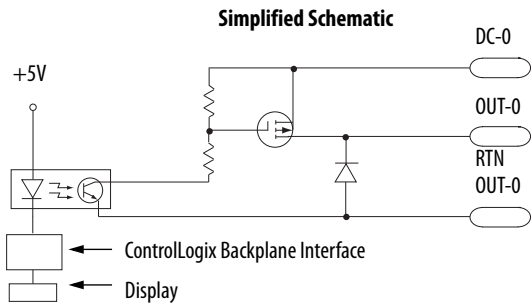 Simplified Schematic
DC-0
+5V
OUT-0
RTN
OUT-0
ControlLogix Backplane Interface
Display